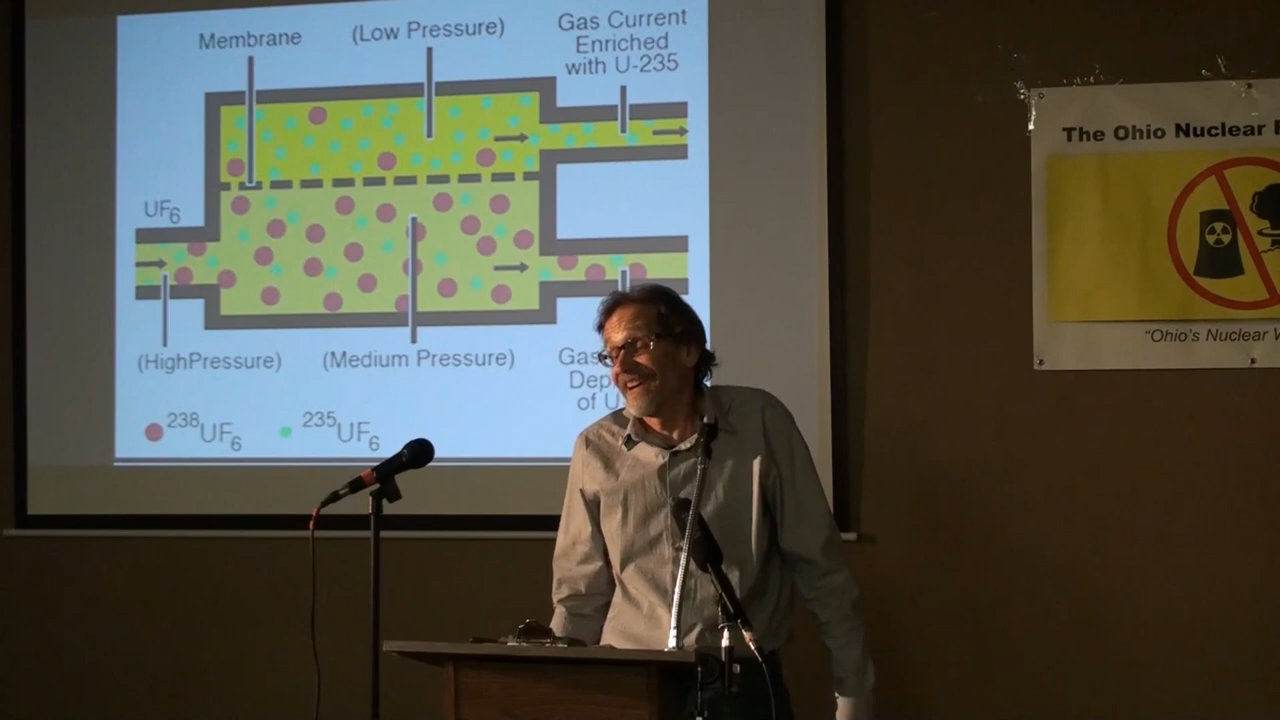 Membrane
(Low Pressure)
Gas Current
Enriched
with U-235
UF6
(HighPressure)
(Medium Pressure)
Gas
of U
238UF6
235UF6
The Ohio Nuclear
"Ohio's Nuclear